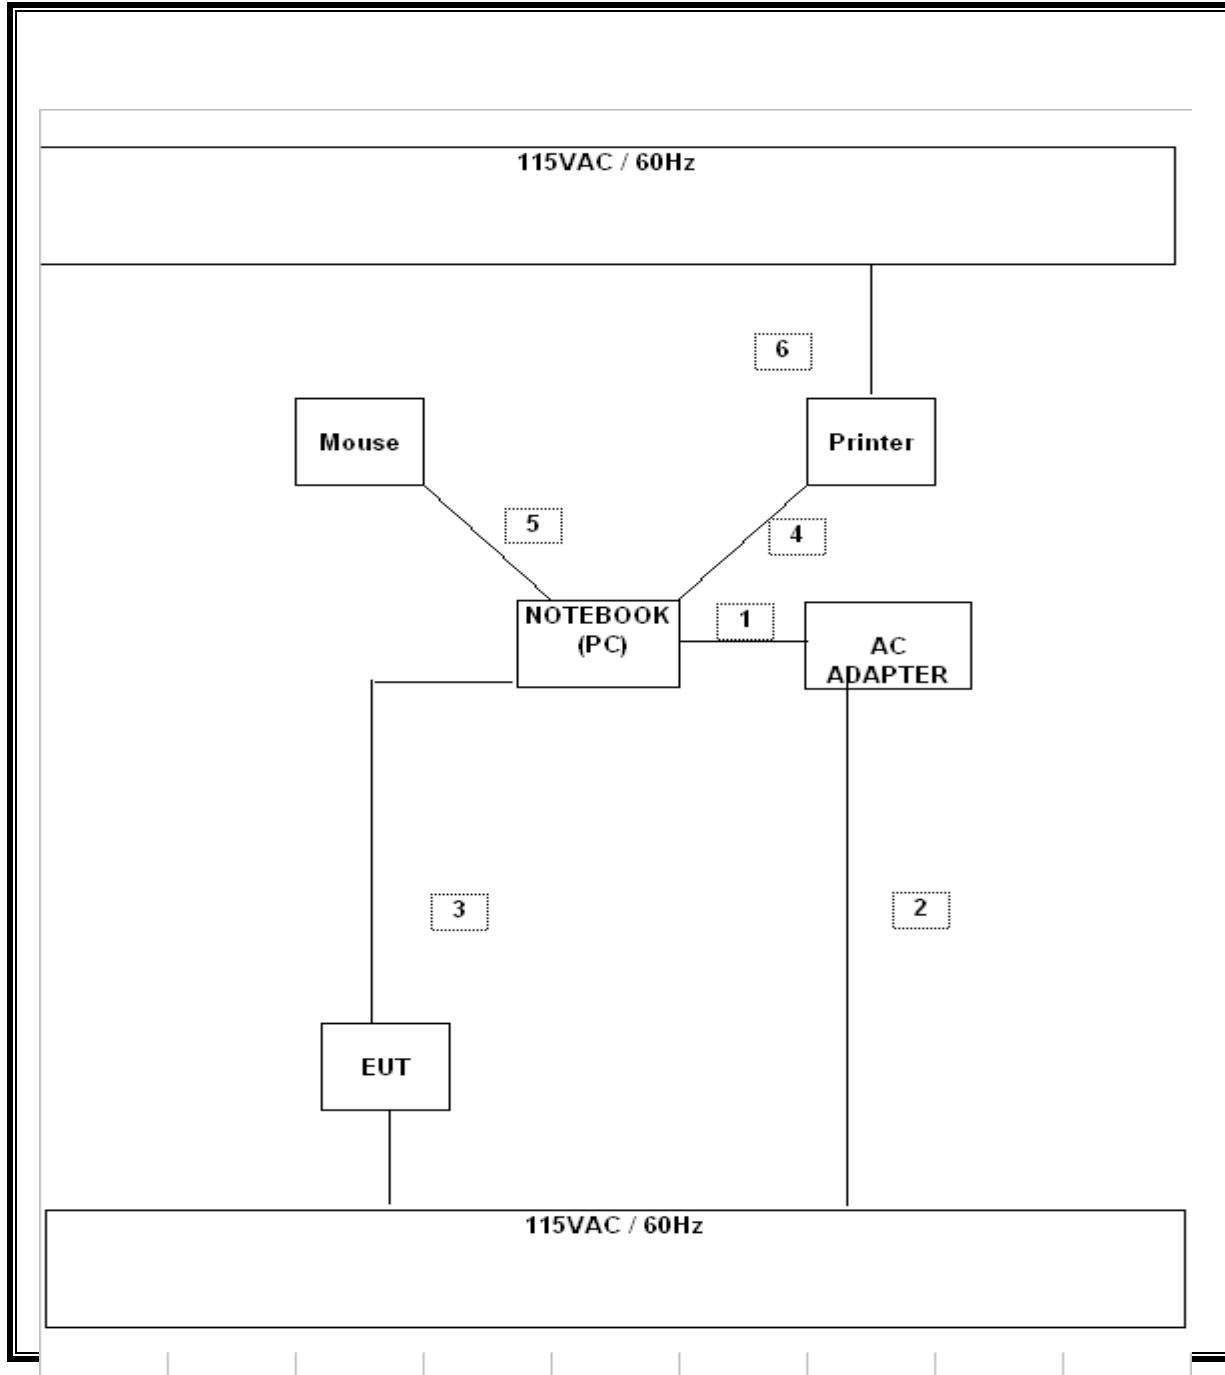 115VAC / 60Hz
6
Mouse
Printer
5
4
NOTEBOOK
(PC)
1
AC
ADAPTER
3
2
EUT
115VAC / 60Hz